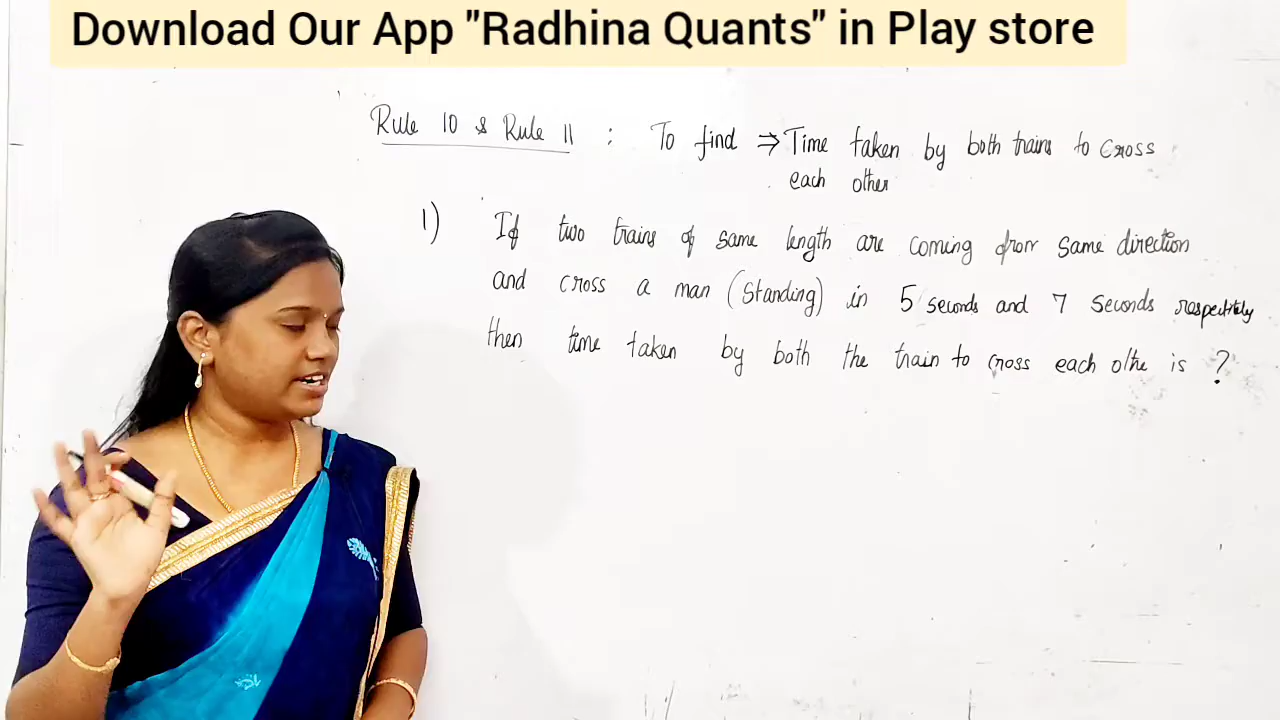 Download Our App "Radhina Quants" in Play store
Rule 10 & Rule 11 : To find ⇒ Time taken by both trains to cross
each other
1) If two trains of same length are coming from same direction
and cross a man (standing) in 5 seconds and 7 seconds respectively
then time taken by both the train to cross each othe is ?